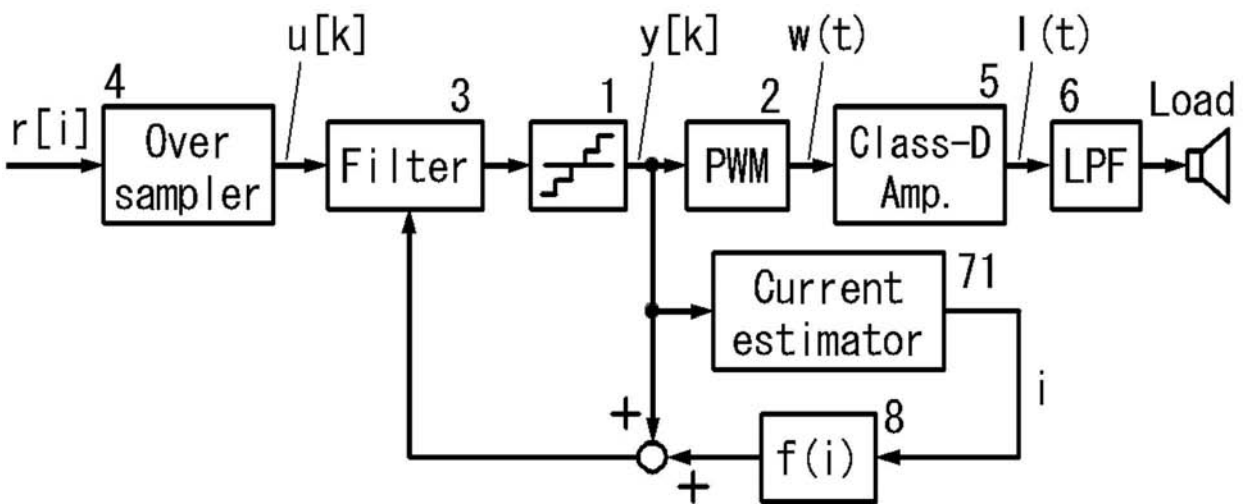 u[k]
y[k]
w(t)
l(t)
4
3
1
2
5
6
Load
r[i]
Over
sampler
Filter
PWM
Class-D
Amp.
LPF
71
Current
estimator
i
+
8
f(i)
+